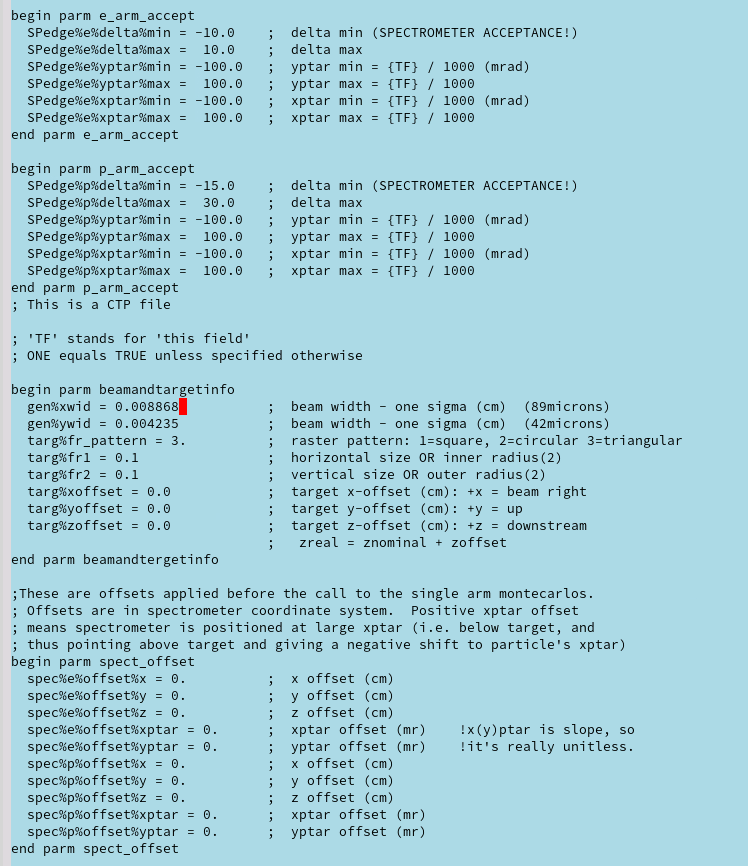 begin parm e_arm_accept
  SPedge%e%delta%min = -10.0    ;  delta min (SPECTROMETER ACCEPTANCE!)
  SPedge%e%delta%max =  10.0    ;  delta max
  SPedge%e%yptar%min = -100.0   ;  yptar min = {TF} / 1000 (mrad)
  SPedge%e%yptar%max =  100.0   ;  yptar max = {TF} / 1000
  SPedge%e%xptar%min = -100.0   ;  xptar min = {TF} / 1000 (mrad)
  SPedge%e%xptar%max =  100.0   ;  xptar max = {TF} / 1000
end parm e_arm_accept

begin parm p_arm_accept
  SPedge%p%delta%min = -15.0    ;  delta min (SPECTROMETER ACCEPTANCE!)
  SPedge%p%delta%max =  30.0    ;  delta max
  SPedge%p%yptar%min = -100.0   ;  yptar min = {TF} / 1000 (mrad)
  SPedge%p%yptar%max =  100.0   ;  yptar max = {TF} / 1000
  SPedge%p%xptar%min = -100.0   ;  xptar min = {TF} / 1000 (mrad)
  SPedge%p%xptar%max =  100.0   ;  xptar max = {TF} / 1000
end parm p_arm_accept
; This is a CTP file

; 'TF' stands for 'this field'
; ONE equals TRUE unless specified otherwise

begin parm beamandtargetinfo
  gen%xwid = 0.008868           ;  beam width - one sigma (cm)  (89microns)
  gen%ywid = 0.004235           ;  beam width - one sigma (cm)  (42microns)
  targ%fr_pattern = 3.          ;  raster pattern: 1=square, 2=circular 3=triangular
  targ%fr1 = 0.1                ;  horizontal size OR inner radius(2)
  targ%fr2 = 0.1                ;  vertical size OR outer radius(2)
  targ%xoffset = 0.0            ;  target x-offset (cm): +x = beam right
  targ%yoffset = 0.0            ;  target y-offset (cm): +y = up
  targ%zoffset = 0.0            ;  target z-offset (cm): +z = downstream
                                ;   zreal = znominal + zoffset
end parm beamandtergetinfo

;These are offsets applied before the call to the single arm montecarlos.
; Offsets are in spectrometer coordinate system.  Positive xptar offset
; means spectrometer is positioned at large xptar (i.e. below target, and
; thus pointing above target and giving a negative shift to particle's xptar)
begin parm spect_offset
  spec%e%offset%x = 0.          ;  x offset (cm)
  spec%e%offset%y = 0.          ;  y offset (cm)
  spec%e%offset%z = 0.          ;  z offset (cm)
  spec%e%offset%xptar = 0.      ;  xptar offset (mr)    !x(y)ptar is slope, so
  spec%e%offset%yptar = 0.      ;  yptar offset (mr)    !it's really unitless.
  spec%p%offset%x = 0.          ;  x offset (cm)
  spec%p%offset%y = 0.          ;  y offset (cm)
  spec%p%offset%z = 0.          ;  z offset (cm)
  spec%p%offset%xptar = 0.      ;  xptar offset (mr)
  spec%p%offset%yptar = 0.      ;  yptar offset (mr)
end parm spect_offset